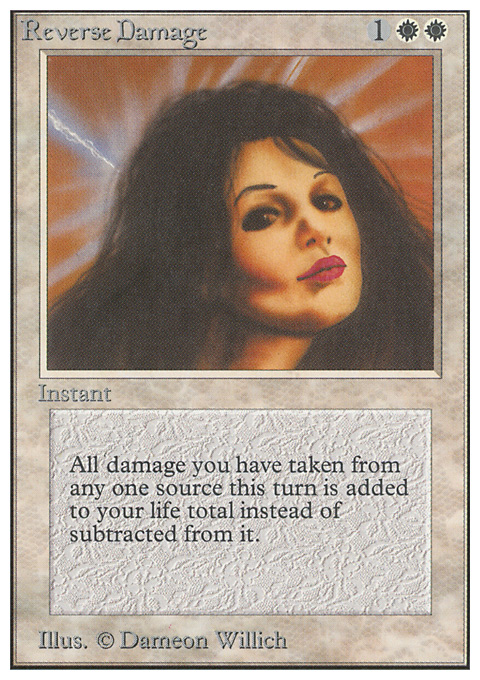 Reverse Damage 1
Instant
All damage you have taken from
any one source this turn is added
to your life total instead of
subtracted from it.
Illus. © Dameon Willich